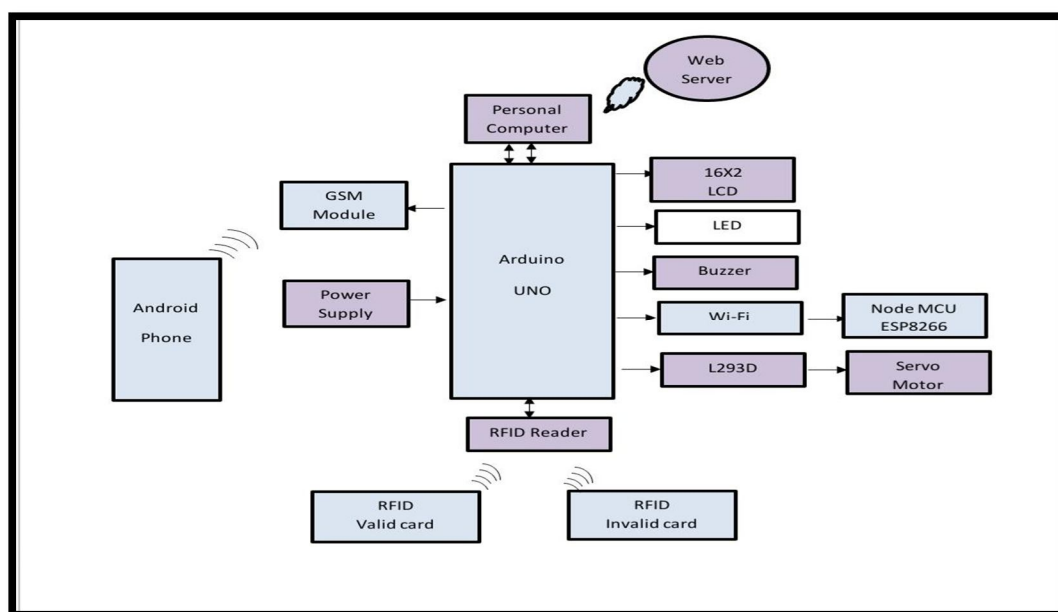 Web
Server
Personal
Computer
16X2
LCD
GSM
Module
LED
Arduino
UNO
Buzzer
Android
Phone
Power
Supply
Wi-Fi
Node MCU
ESP8266
L293D
Servo
Motor
RFID Reader
RFID
Valid card
RFID
Invalid card